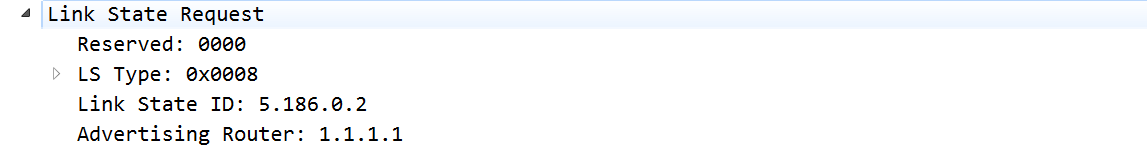 Link State Request
Reserved: 0000
LS Type: 0x0008
Link State ID: 5.186.0.2
Advertising Router: 1.1.1.1